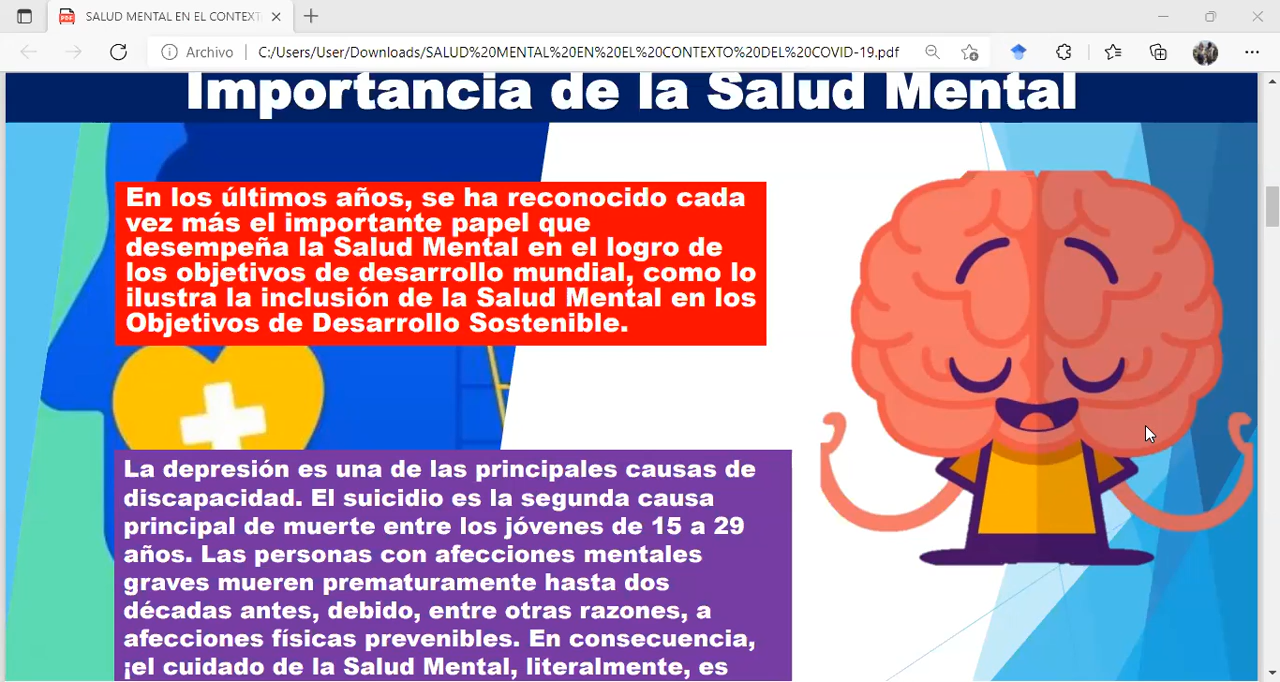 SALUD MENTAL EN EL CONTEXT
Archivo
C:/Users/User/Downloads/SALUD%20MENTAL%20EN%20EL%20CONTEXTO%20DEL%20COVID-19.pdf
Importancia de la Salud Mental
En los últimos años, se ha reconocido cada
vez más el importante papel que
desempeña la Salud Mental en el logro de
los objetivos de desarrollo mundial, como lo
ilustra la inclusión de la Salud Mental en los
Objetivos de Desarrollo Sostenible.
La depresión es una de las principales causas de
discapacidad. El suicidio es la segunda causa
principal de muerte entre los jóvenes de 15 a 29
años. Las personas con afecciones mentales
graves mueren prematuramente hasta dos
décadas antes, debido, entre otras razones, a
afecciones físicas prevenibles. En consecuencia,
¡el cuidado de la Salud Mental, literalmente, es